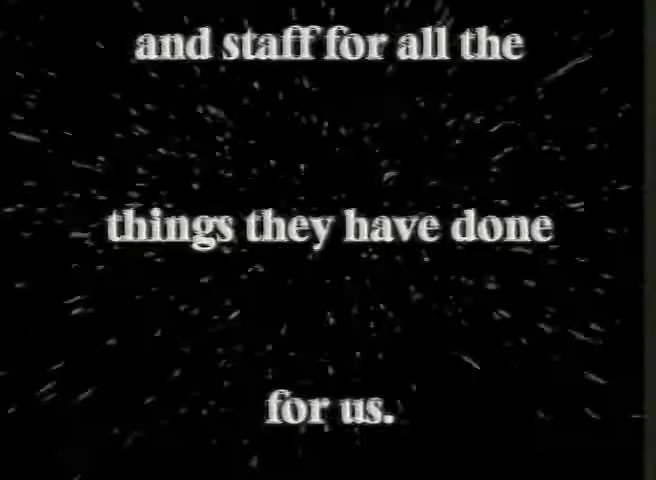 and staff for all the
things they have done
for us.